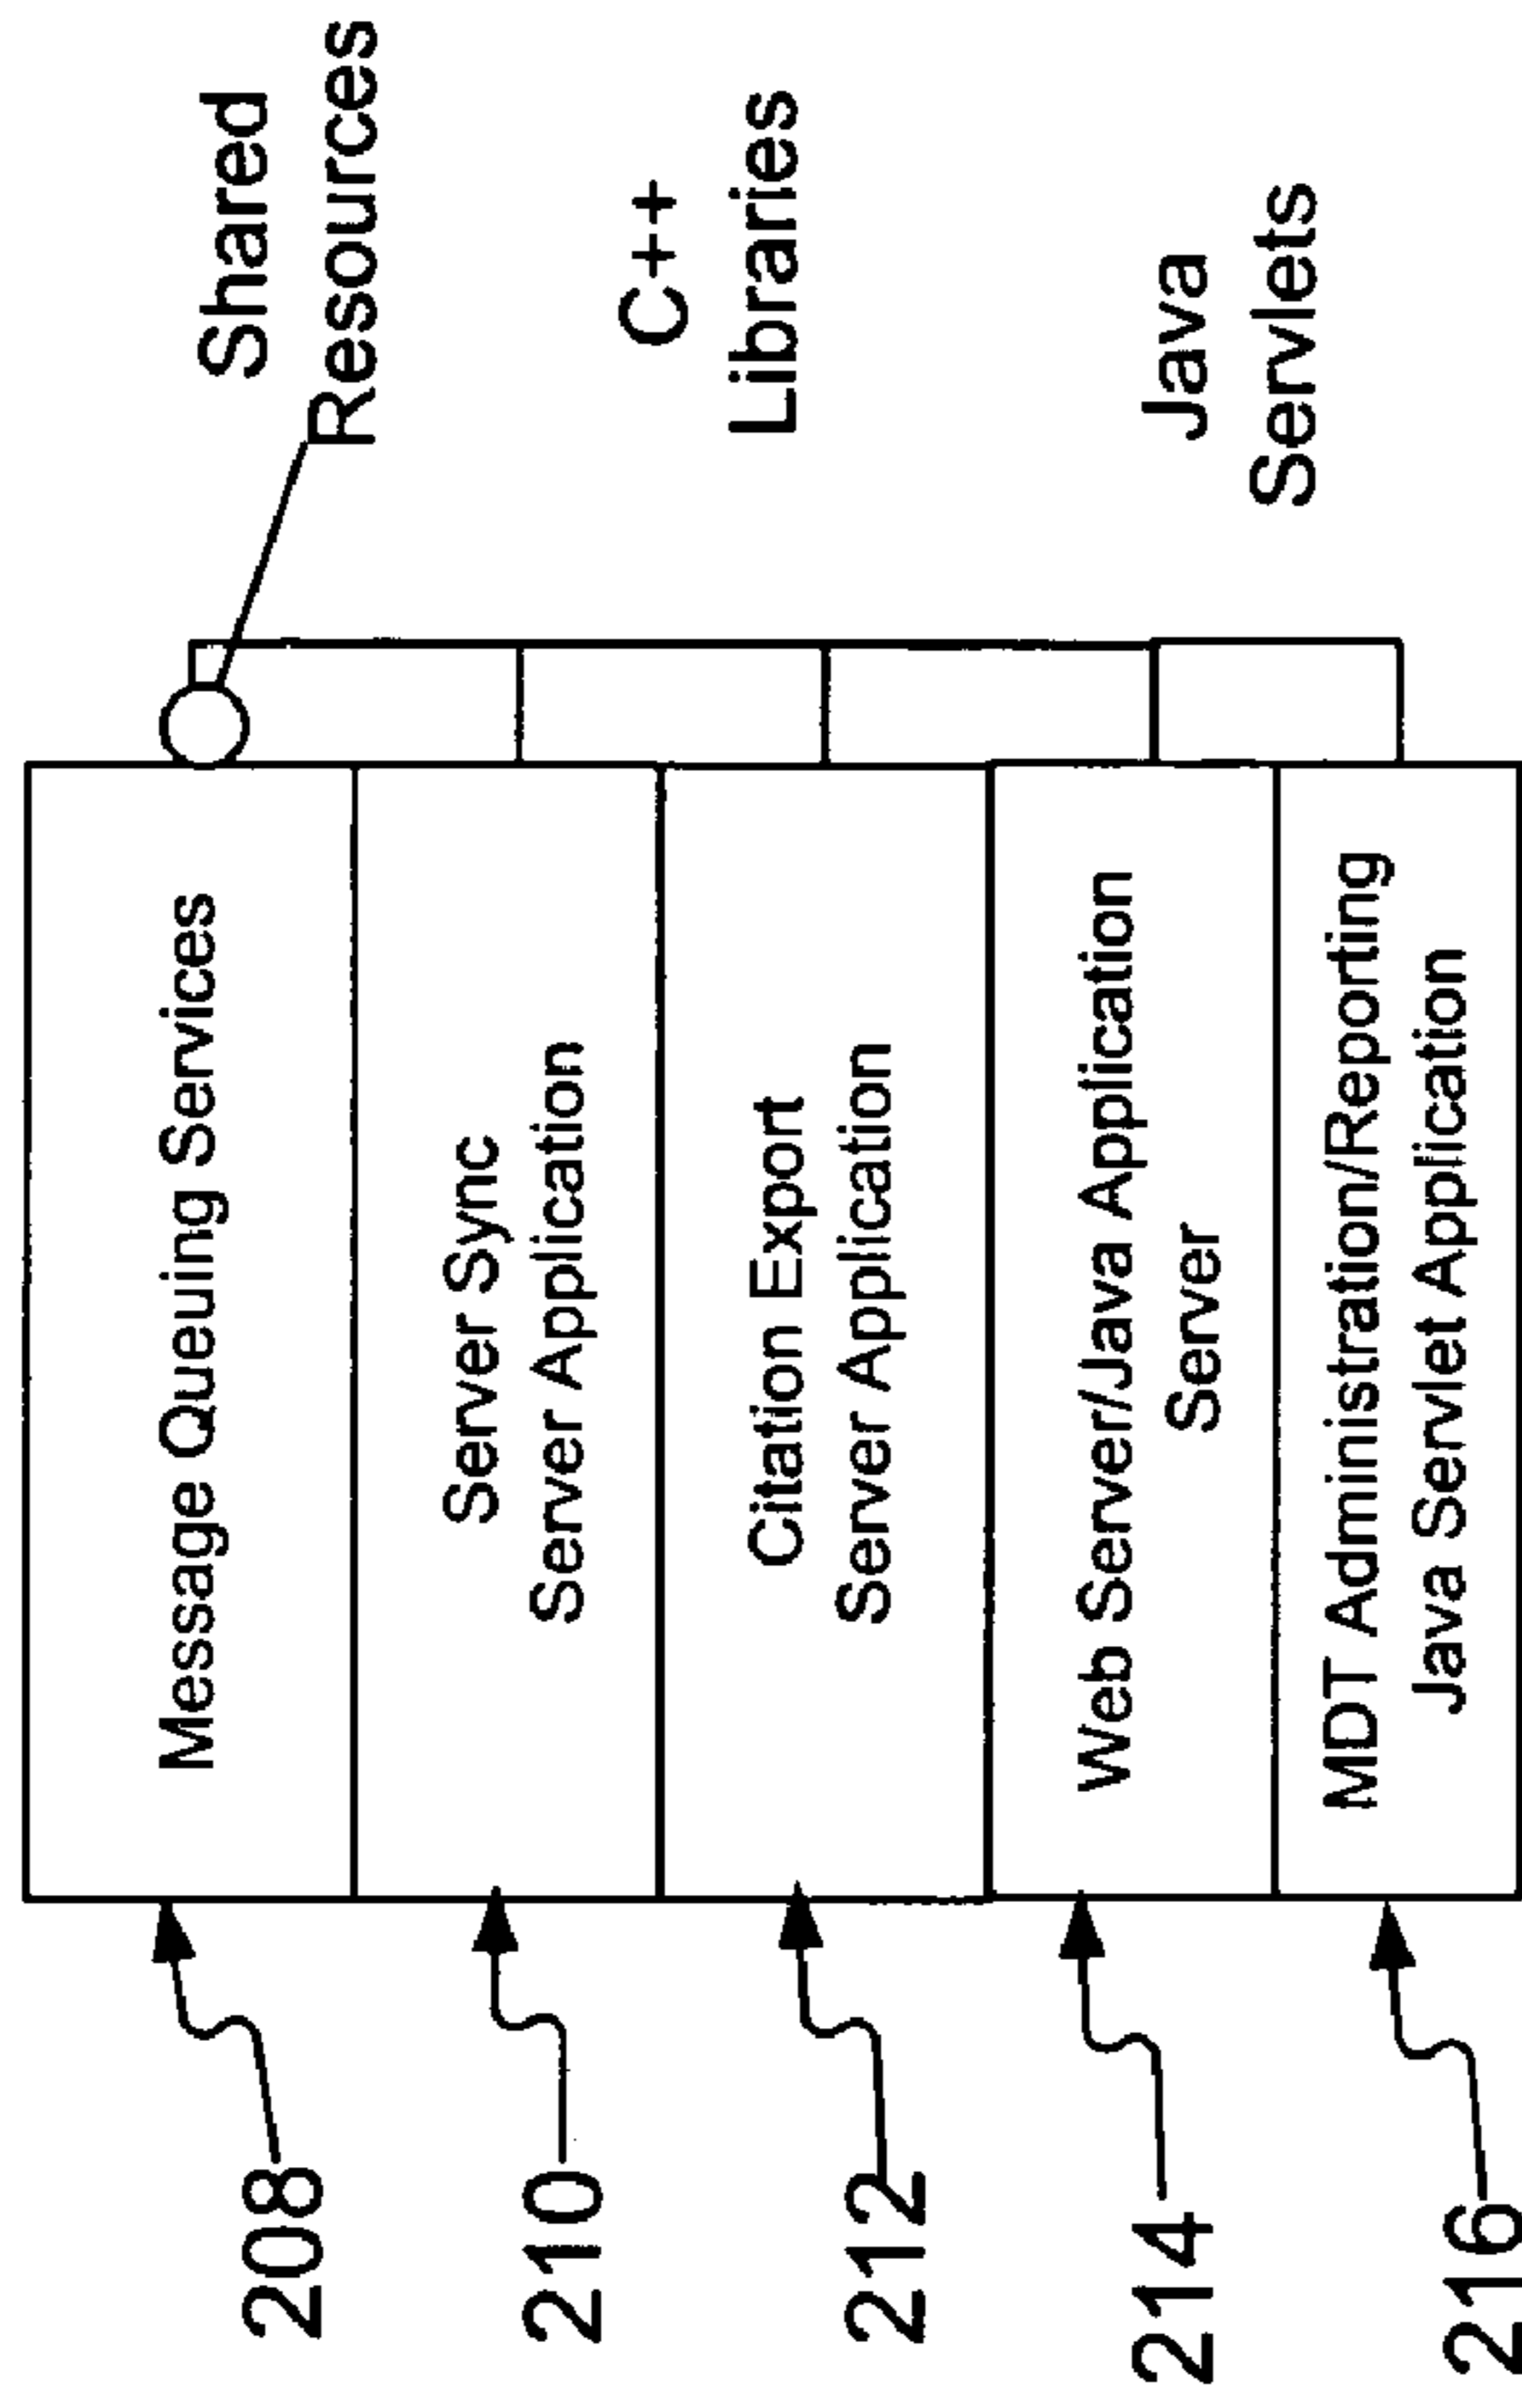 208
Message Queuing Services
Shared
Resources
210
Server Sync
Server Application
212
Citation Export
Server Application
C++
Libraries
214
Web Server/Java Application
Server
Java
Servlets
216
MDT Administration/Reporting
Java Servlet Application